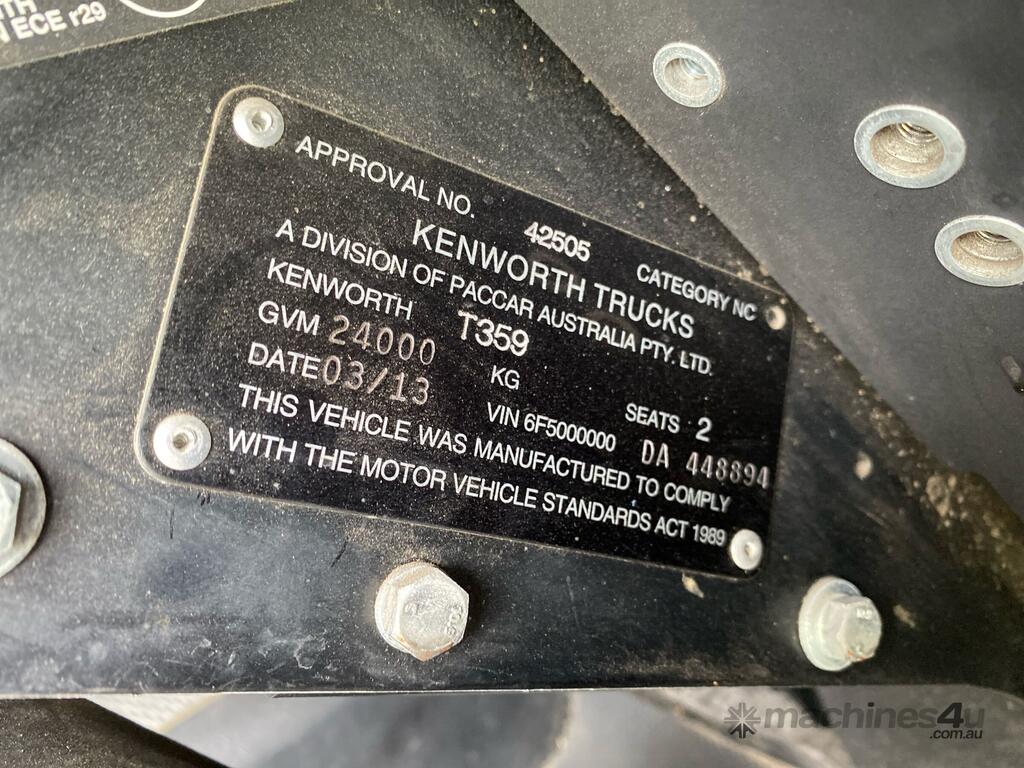 ECE r29
APPROVAL NO. 42505 CATEGORY NC
KENWORTH TRUCKS
A DIVISION OF PACCAR AUSTRALIA PTY. LTD.
KENWORTH T359
GVM 24000 KG SEATS 2
DATE 03/13 VIN 6F5000000 DA 448894
THIS VEHICLE WAS MANUFACTURED TO COMPLY
WITH THE MOTOR VEHICLE STANDARDS ACT 1989
machines4u
.com.au